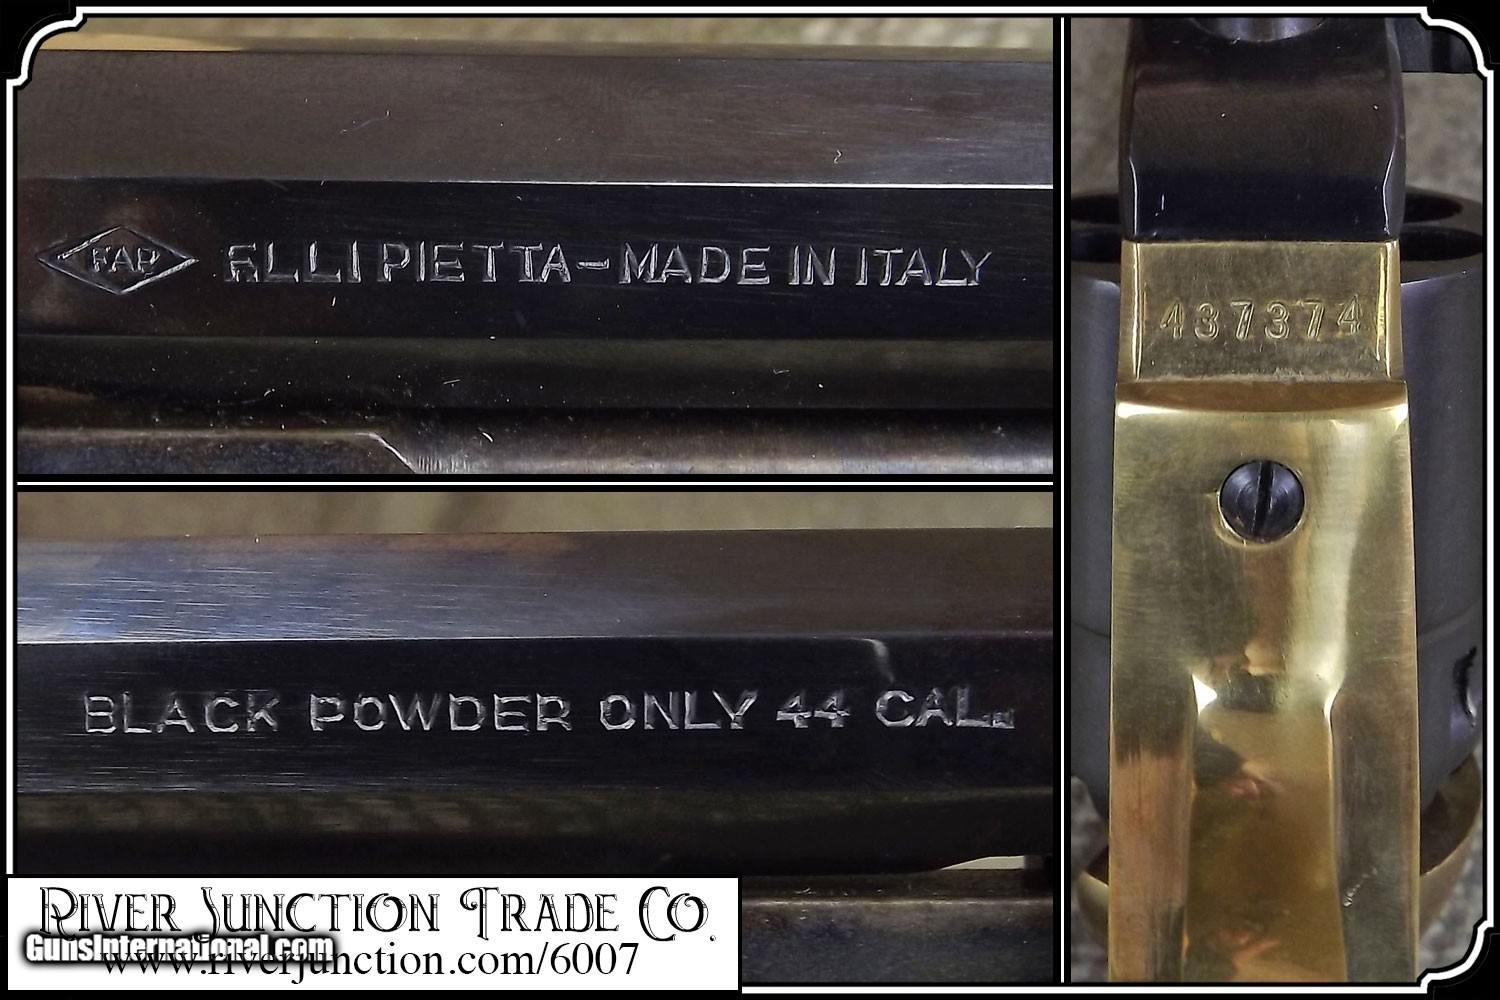 FAP F.LLI PIETTA - MADE IN ITALY
BLACK POWDER ONLY 44 CAL.
437374
RIVER JUNCTION TRADE CO.
GunsInternational.com
www.riverjunction.com/6007